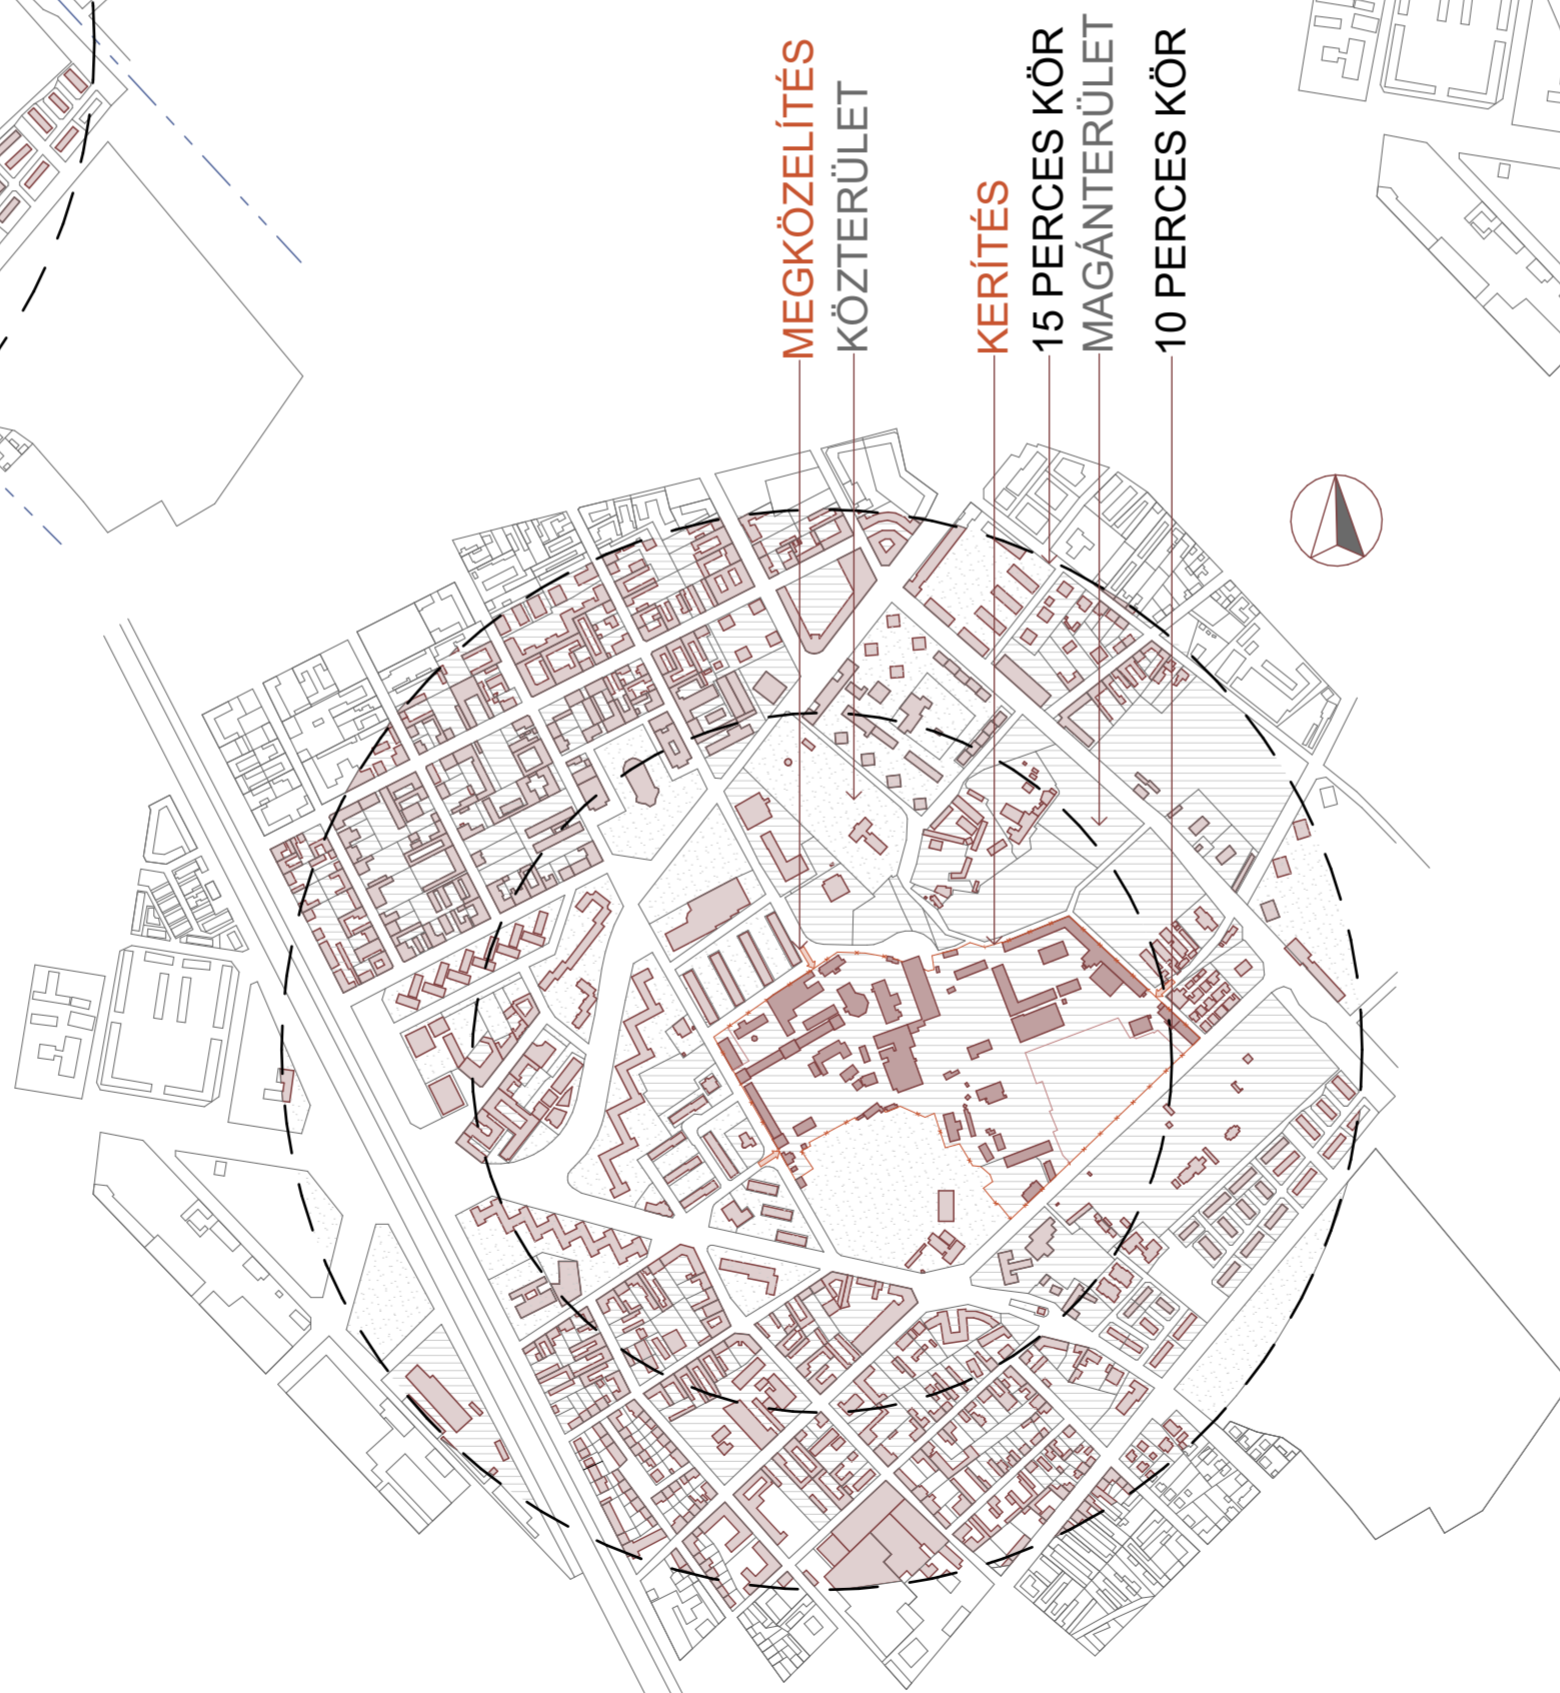 MEGKÖZELÍTÉS
KÖZTERÜLET
KERÍTÉS
15 PERCES KÖR
MAGÁNTERÜLET
10 PERCES KÖR